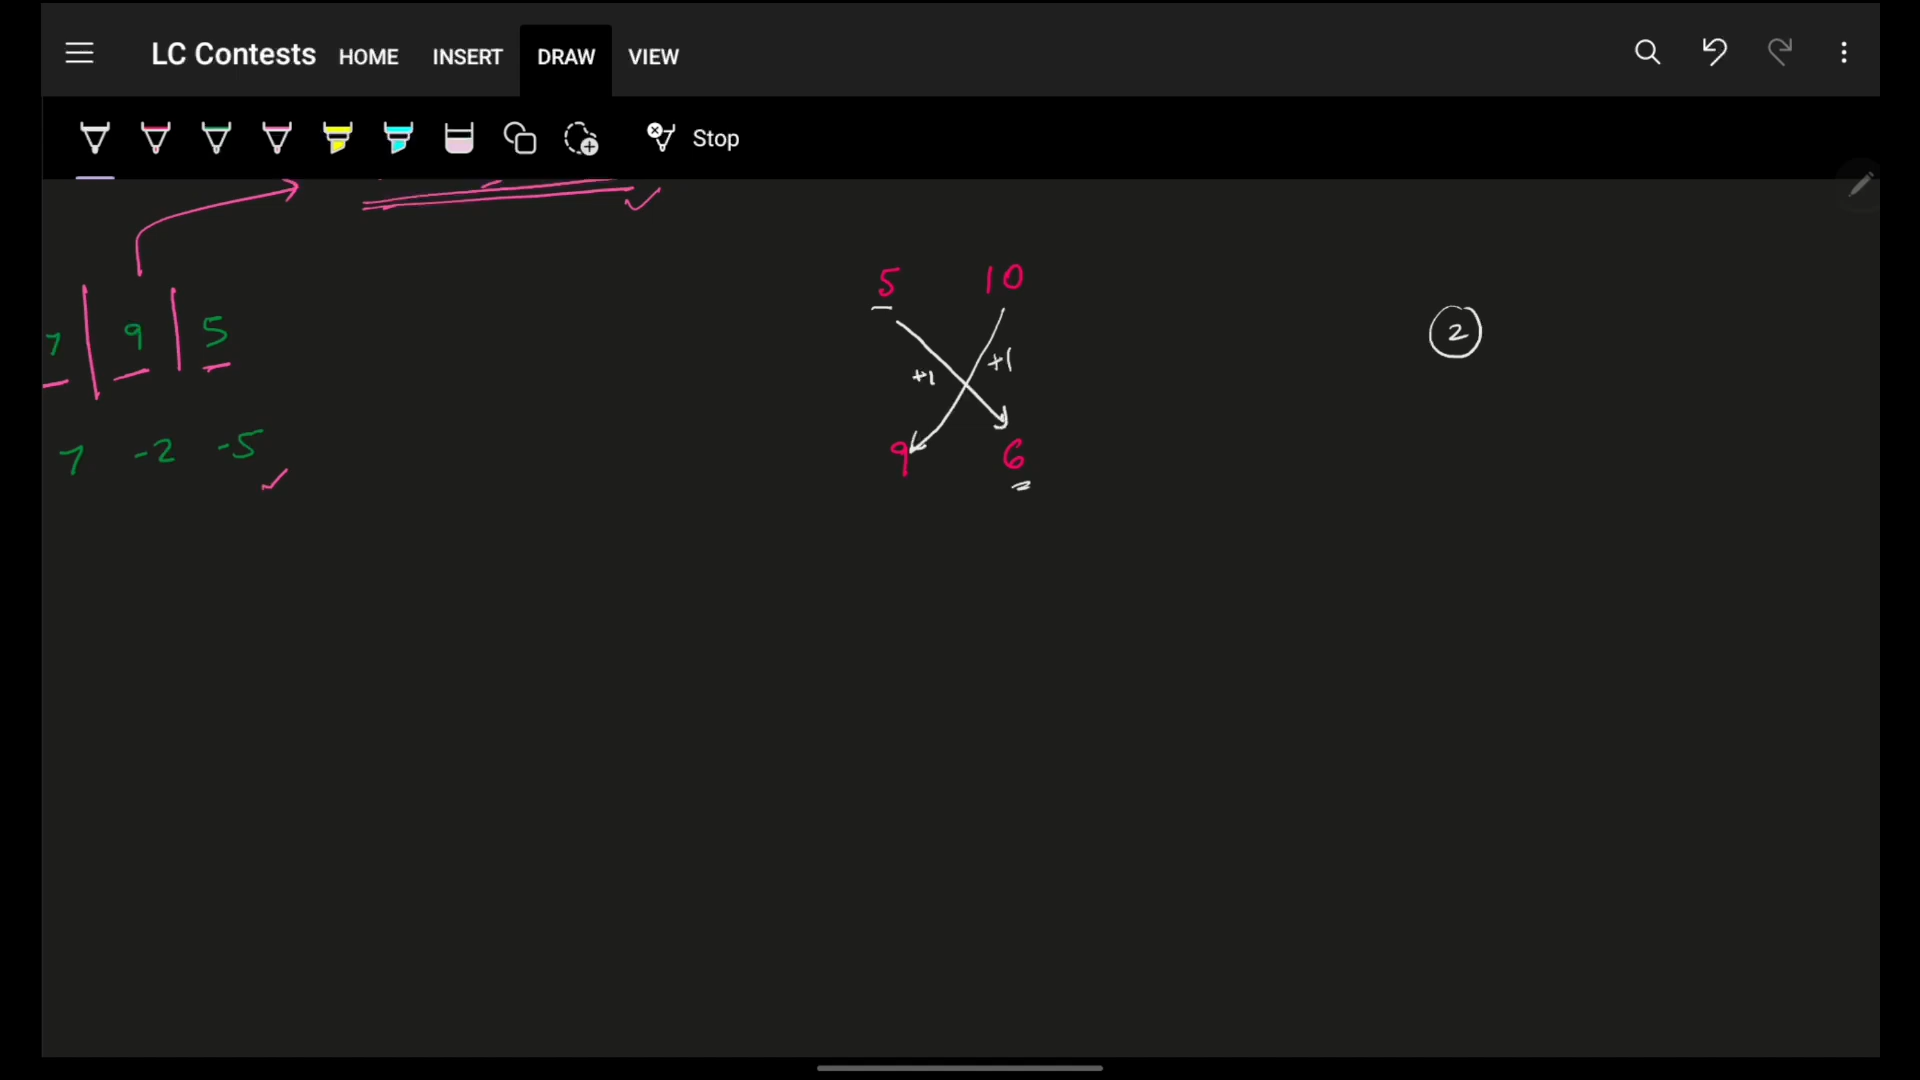 LC Contests HOME INSERT DRAW VIEW
Stop
5 10
7 | 9 | 5
2
+1 +1
7 -2 -5
9 6